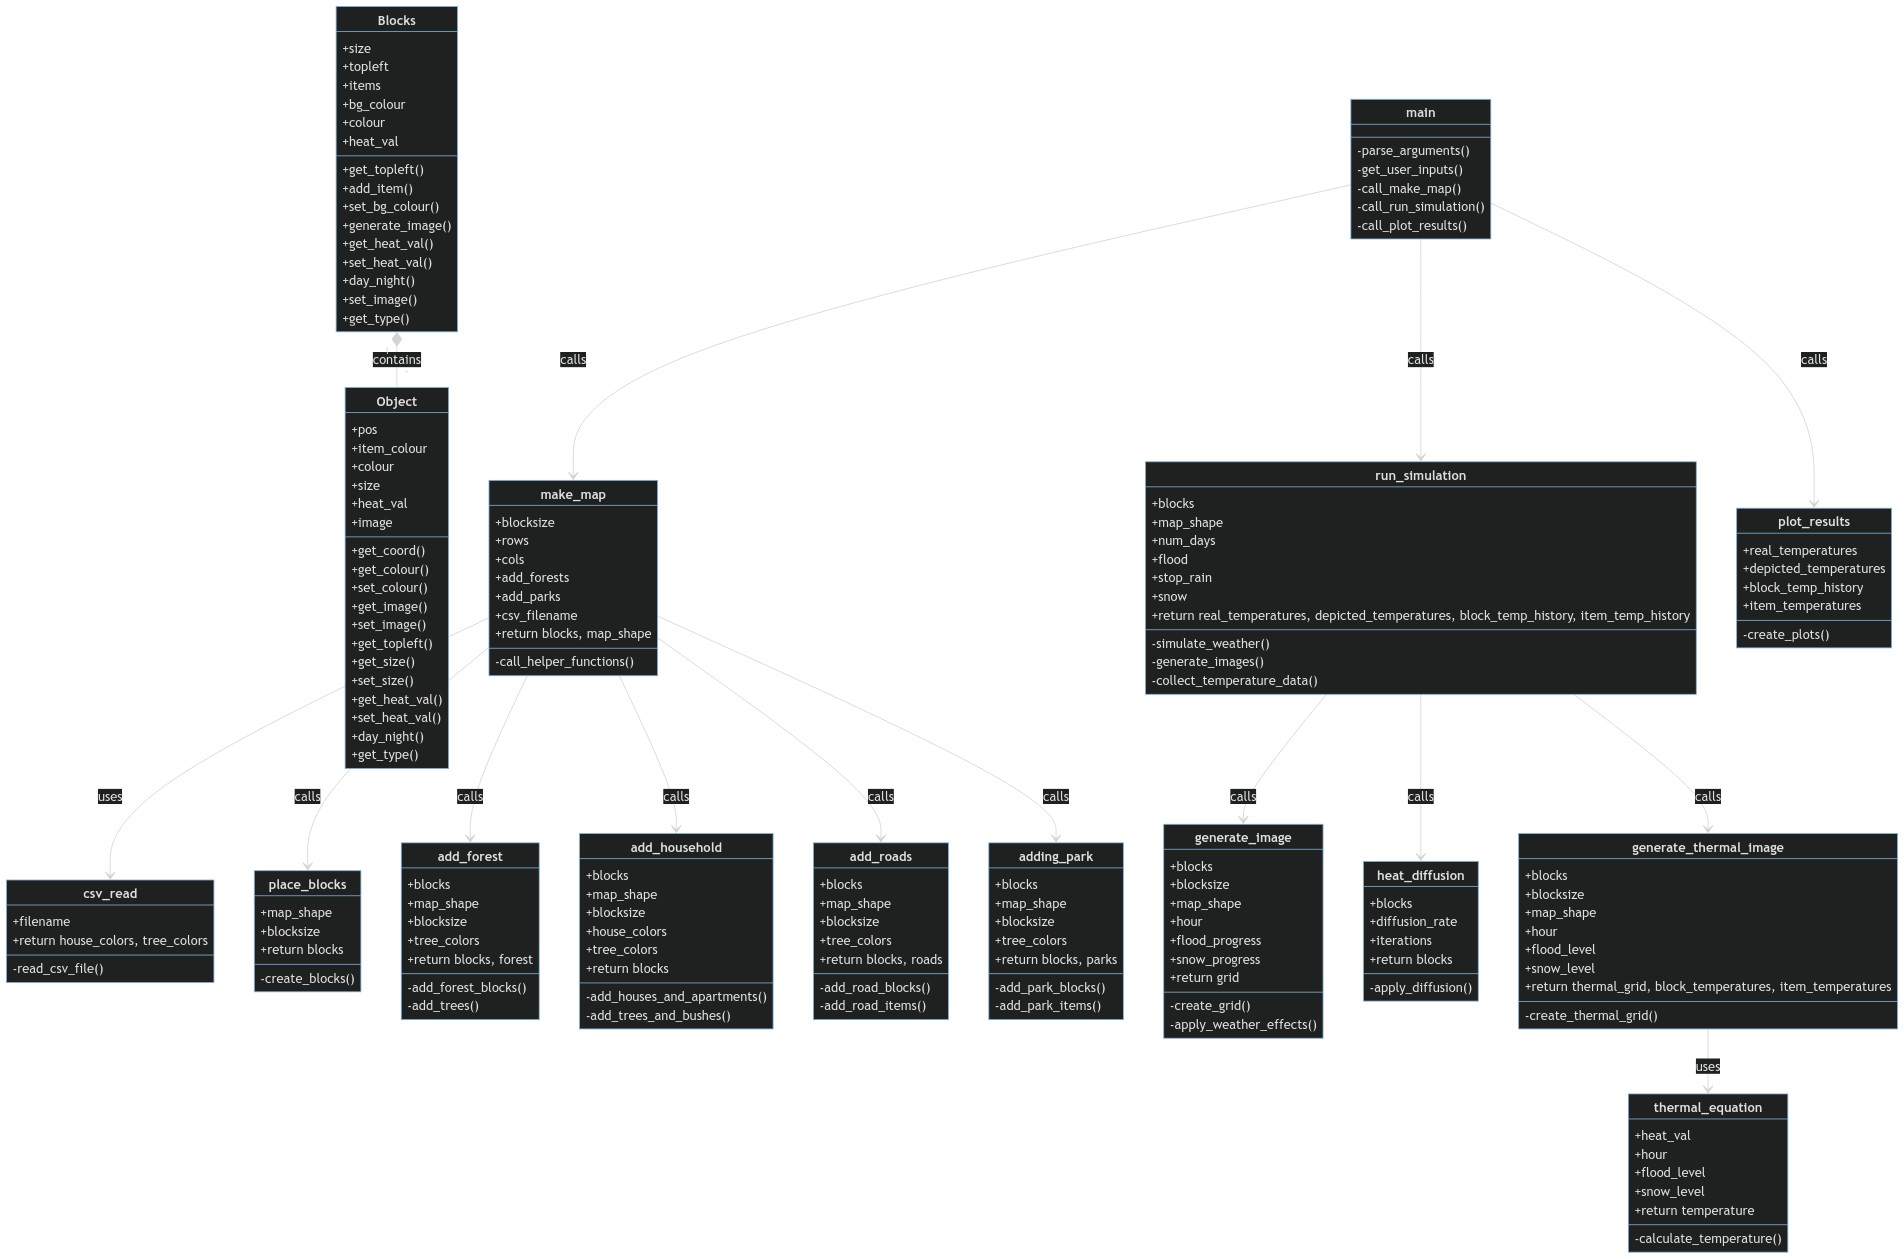 Blocks
+size
+topleft
+items
+bg_colour
+colour
+heat_val
+get_topleft()
+add_item()
+set_bg_colour()
+generate_image()
+get_heat_val()
+set_heat_val()
+day_night()
+set_image()
+get_type()
main
-parse_arguments()
-get_user_inputs()
-call_make_map()
-call_run_simulation()
-call_plot_results()
contains
calls
calls
calls
Object
+pos
+item_colour
+colour
+size
+heat_val
+image
+get_coord()
+get_colour()
+set_colour()
+get_image()
+set_image()
+get_topleft()
+get_size()
+set_size()
+get_heat_val()
+set_heat_val()
+day_night()
+get_type()
make_map
+blocksize
+rows
+cols
+add_forests
+add_parks
+csv_filename
+return blocks, map_shape
-call_helper_functions()
run_simulation
+blocks
+map_shape
+num_days
+flood
+stop_rain
+snow
+return real_temperatures, depicted_temperatures, block_temp_history, item_temp_history
-simulate_weather()
-generate_images()
-collect_temperature_data()
plot_results
+real_temperatures
+depicted_temperatures
+block_temp_history
+item_temperatures
-create_plots()
uses
calls
calls
calls
calls
calls
calls
calls
calls
csv_read
+filename
+return house_colors, tree_colors
-read_csv_file()
place_blocks
+map_shape
+blocksize
+return blocks
-create_blocks()
add_forest
+blocks
+map_shape
+blocksize
+tree_colors
+return blocks, forest
-add_forest_blocks()
-add_trees()
add_household
+blocks
+map_shape
+blocksize
+house_colors
+tree_colors
+return blocks
-add_houses_and_apartments()
-add_trees_and_bushes()
add_roads
+blocks
+map_shape
+blocksize
+tree_colors
+return blocks, roads
-add_road_blocks()
-add_road_items()
adding_park
+blocks
+map_shape
+blocksize
+tree_colors
+return blocks, parks
-add_park_blocks()
-add_park_items()
generate_image
+blocks
+blocksize
+map_shape
+hour
+flood_progress
+snow_progress
+return grid
-create_grid()
-apply_weather_effects()
heat_diffusion
+blocks
+diffusion_rate
+iterations
+return blocks
-apply_diffusion()
generate_thermal_image
+blocks
+blocksize
+map_shape
+hour
+flood_level
+snow_level
+return thermal_grid, block_temperatures, item_temperatures
-create_thermal_grid()
uses
thermal_equation
+heat_val
+hour
+flood_level
+snow_level
+return temperature
-calculate_temperature()